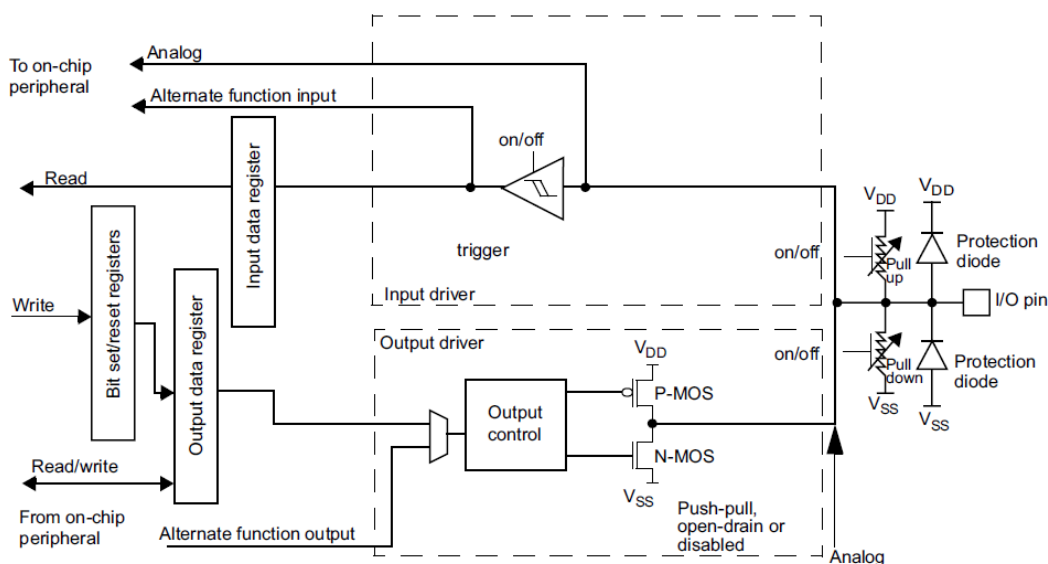 To on-chip
peripheral
Analog
Alternate function input
on/off
Read
Input data register
trigger
Input driver
Bit set/reset registers
Write
Output data register
Read/write
From on-chip
peripheral
Alternate function output
Output driver
Output
control
VDD
P-MOS
N-MOS
VSS
Push-pull,
open-drain or
disabled
Analog
on/off
VDD
Pull
up
VDD
Protection
diode
I/O pin
on/off
Pull
down
VSS
Protection
diode
VSS